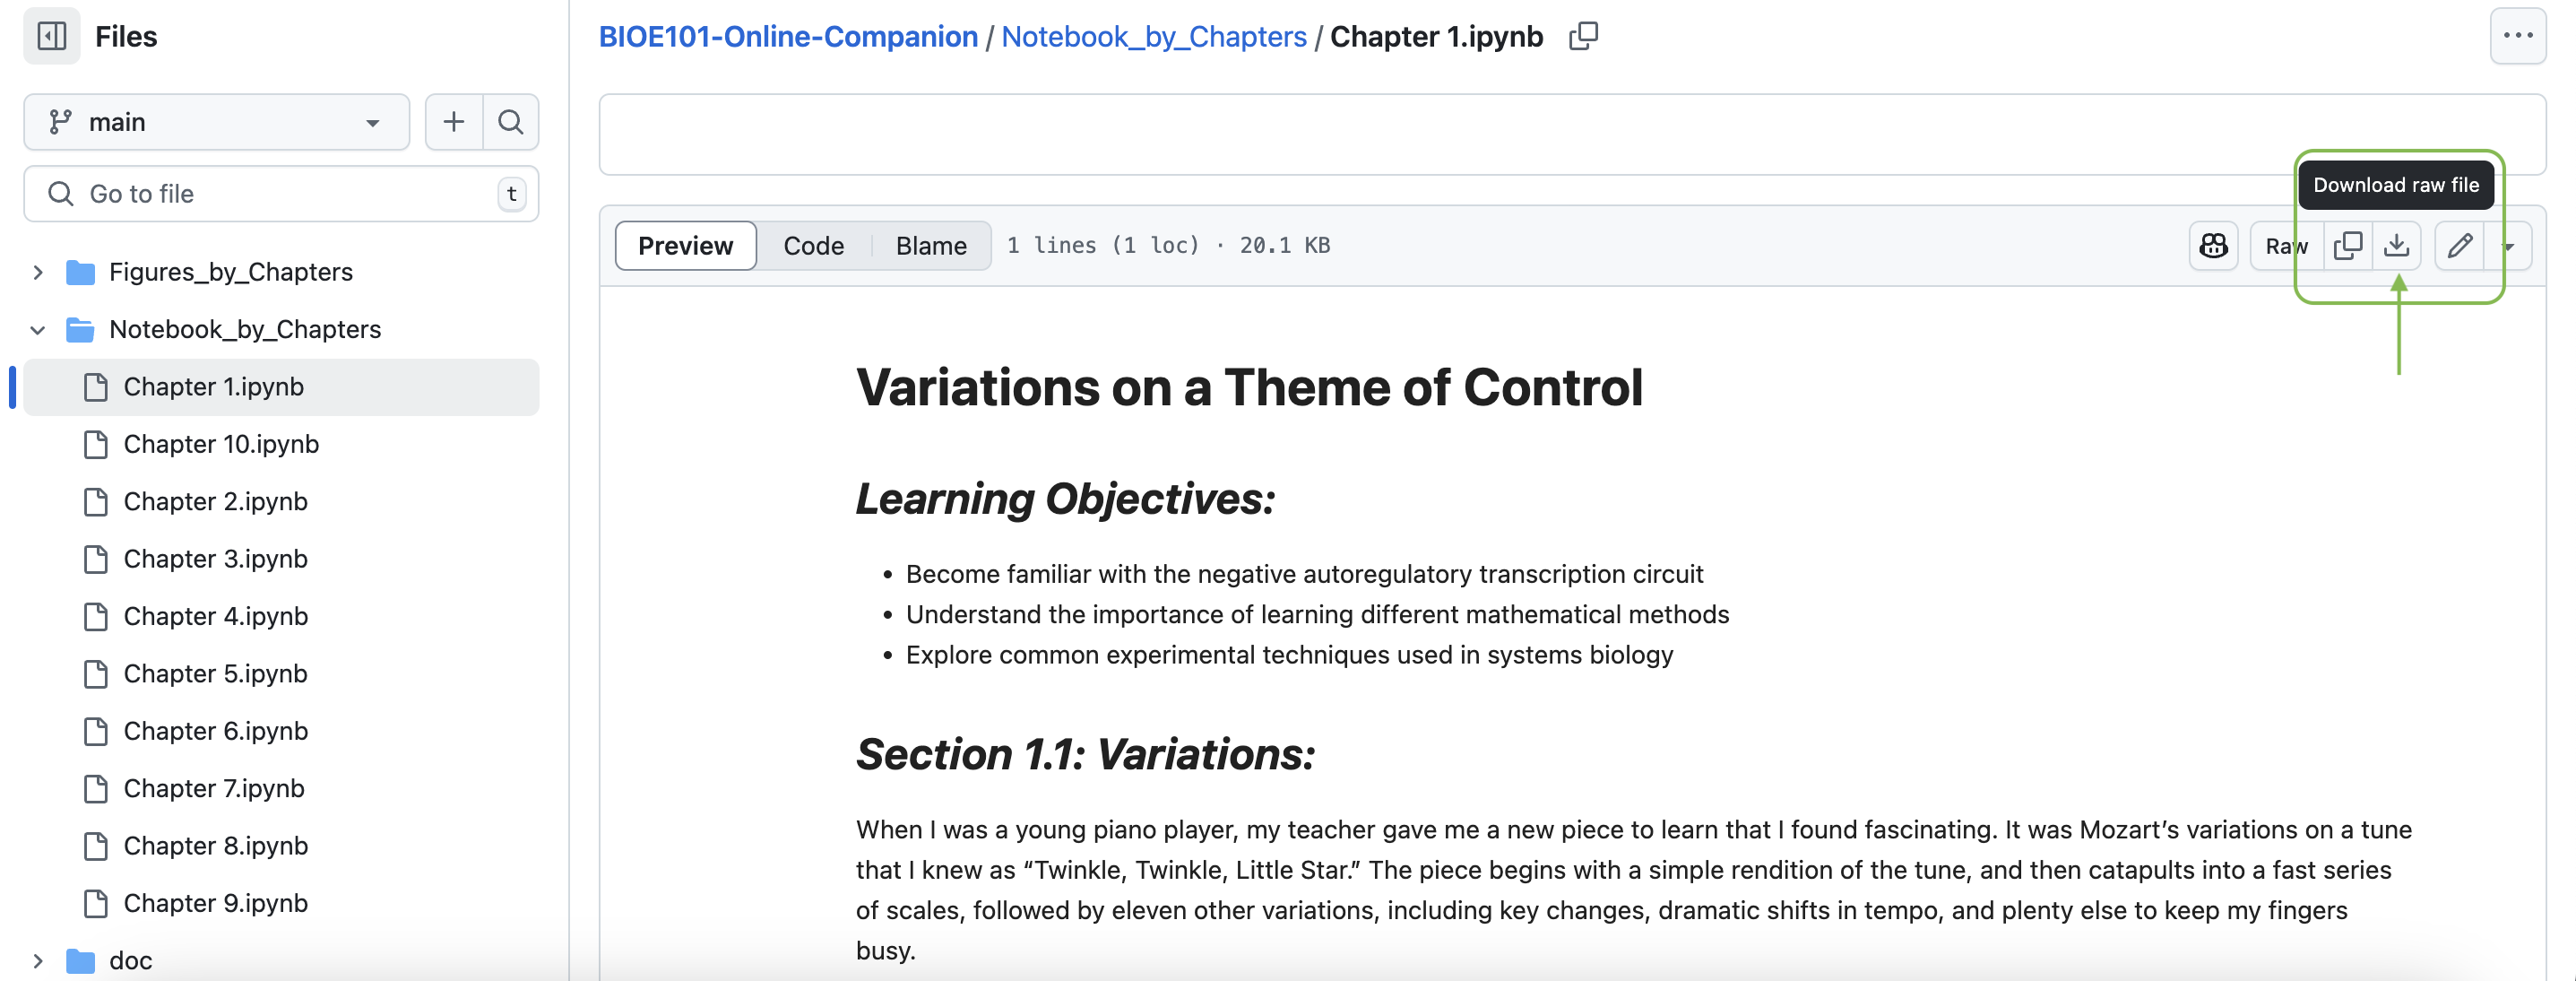 Files
main
Go to file
t
Figures_by_Chapters
Notebook_by_Chapters
Chapter 1.ipynb
Chapter 10.ipynb
Chapter 2.ipynb
Chapter 3.ipynb
Chapter 4.ipynb
Chapter 5.ipynb
Chapter 6.ipynb
Chapter 7.ipynb
Chapter 8.ipynb
Chapter 9.ipynb
doc
BIOE101-Online-Companion / Notebook_by_Chapters / Chapter 1.ipynb
Download raw file
Preview Code Blame 1 lines (1 loc) · 20.1 KB Raw
Variations on a Theme of Control
Learning Objectives:
• Become familiar with the negative autoregulatory transcription circuit
• Understand the importance of learning different mathematical methods
• Explore common experimental techniques used in systems biology
Section 1.1: Variations:
When I was a young piano player, my teacher gave me a new piece to learn that I found fascinating. It was Mozart’s variations on a tune
that I knew as “Twinkle, Twinkle, Little Star.” The piece begins with a simple rendition of the tune, and then catapults into a fast series
of scales, followed by eleven other variations, including key changes, dramatic shifts in tempo, and plenty else to keep my fingers
busy.